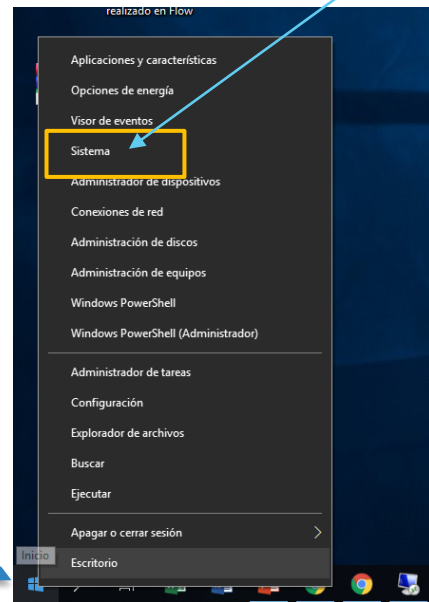 realizado en Flow
Aplicaciones y características
Opciones de energía
Visor de eventos
Sistema
Administrador de dispositivos
Conexiones de red
Administración de discos
Administración de equipos
Windows PowerShell
Windows PowerShell (Administrador)
Administrador de tareas
Configuración
Explorador de archivos
Buscar
Ejecutar
Apagar o cerrar sesión
Inicio
Escritorio